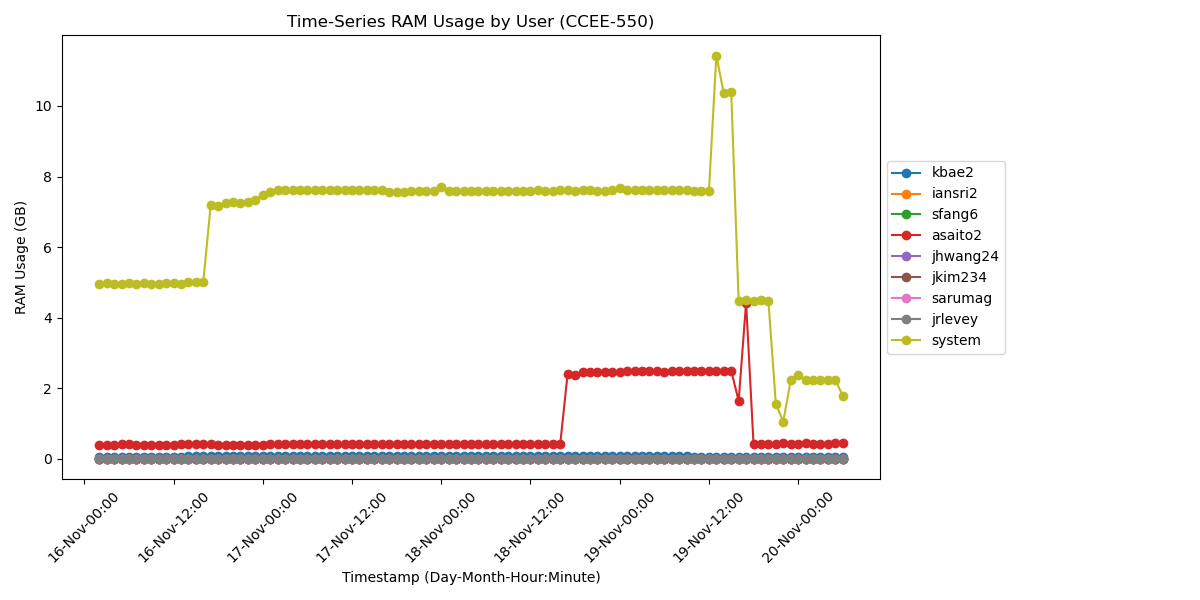 Time-Series RAM Usage by User (CCEE-550)
RAM Usage (GB)
10
8
6
4
2
0
16-Nov-00:00
16-Nov-12:00
17-Nov-00:00
17-Nov-12:00
18-Nov-00:00
18-Nov-12:00
19-Nov-00:00
19-Nov-12:00
20-Nov-00:00
Timestamp (Day-Month-Hour:Minute)
kbae2
iansri2
sfang6
asaito2
jhwang24
jkim234
sarumag
jrlevey
system